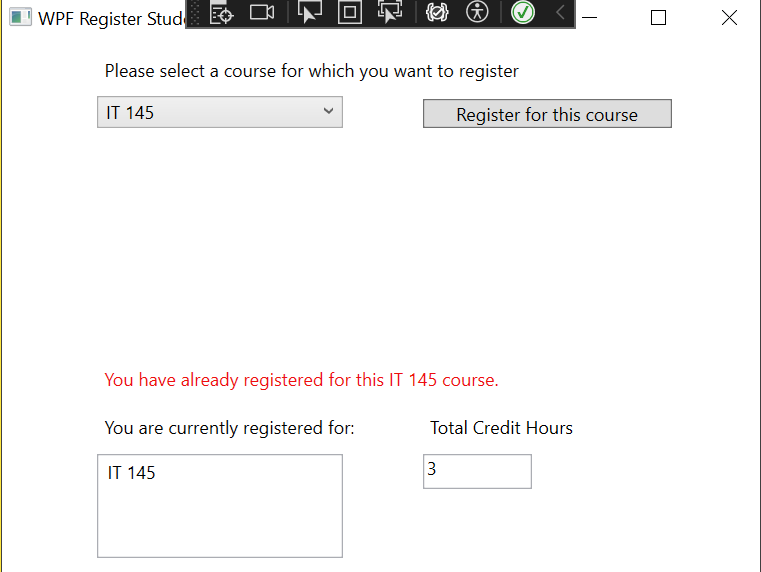 WPF Register Stude
Please select a course for which you want to register
IT 145
Register for this course
You have already registered for this IT 145 course.
You are currently registered for:
Total Credit Hours
IT 145
3